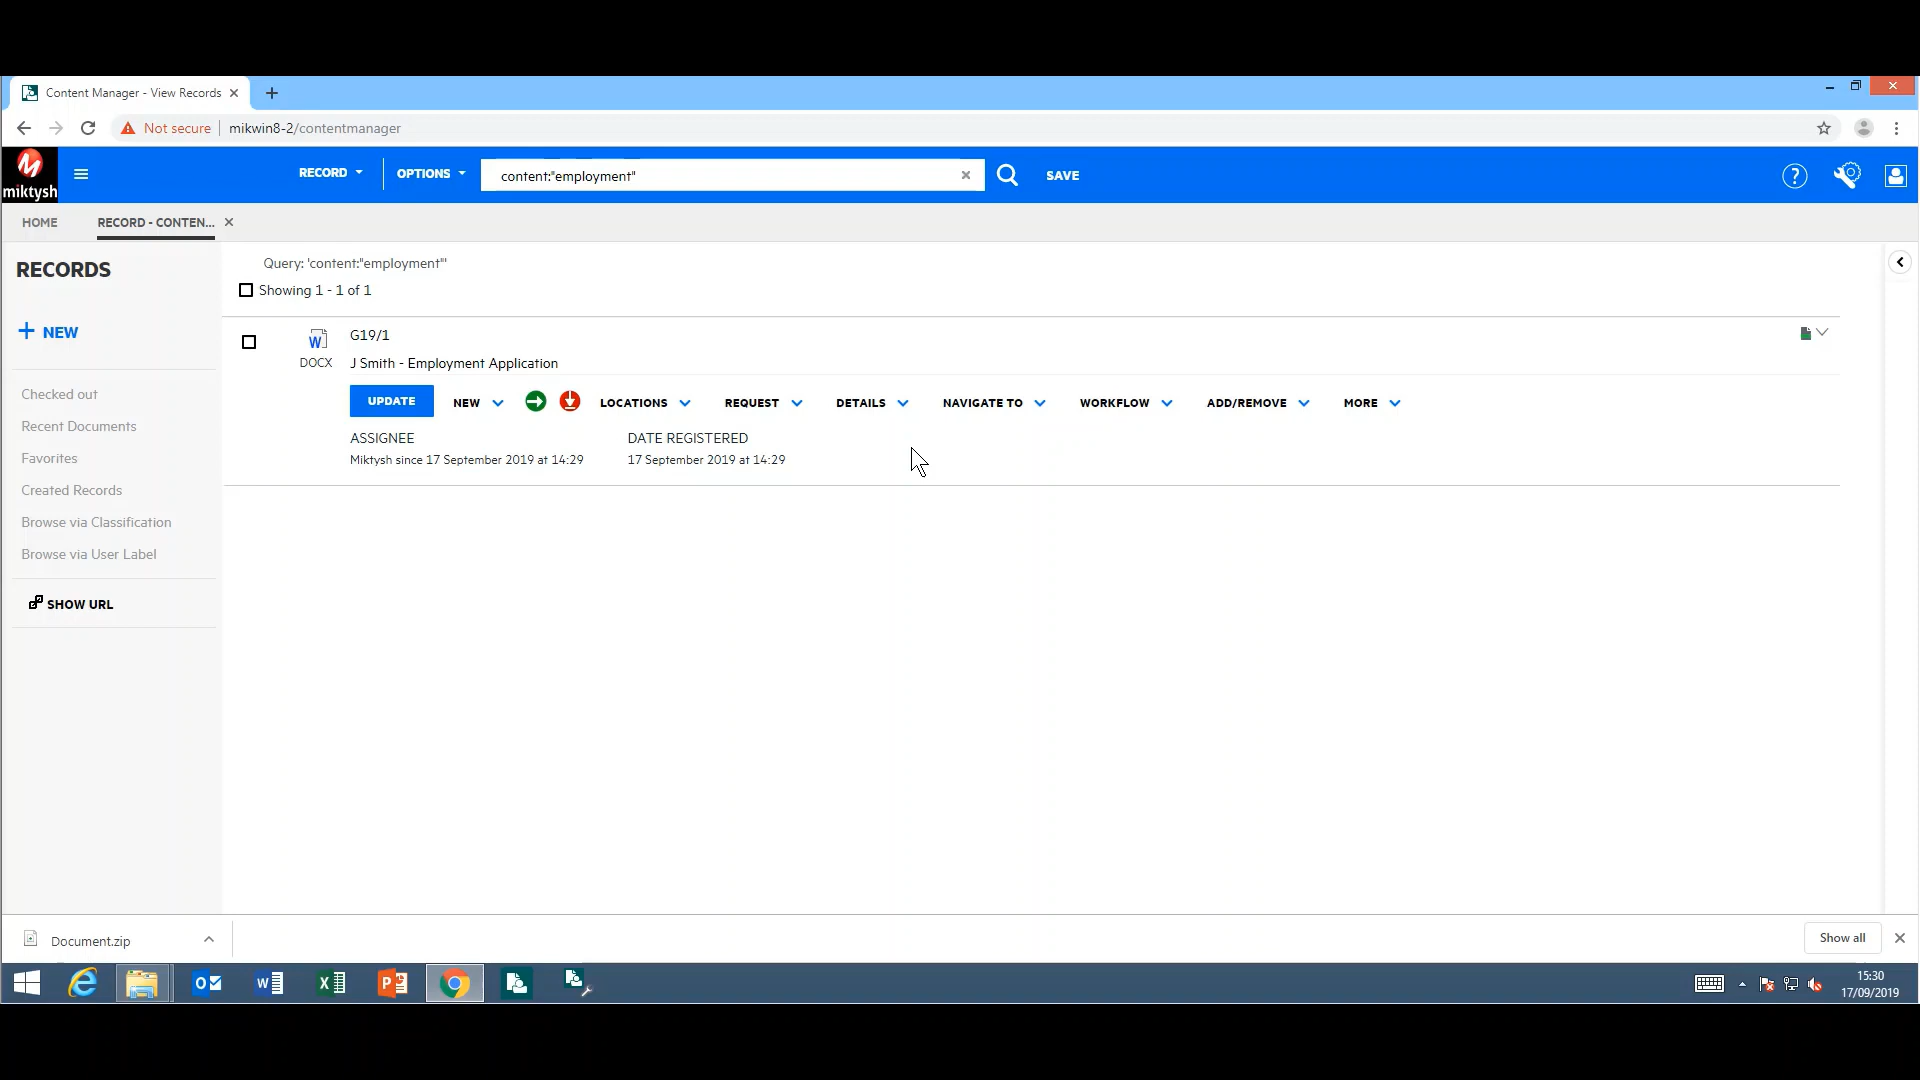 Content Manager - View Records
Not secure
mikwin8-2/contentmanager
miktysh
RECORD
OPTIONS
content:"employment"
SAVE
HOME
RECORD - CONTEN...
RECORDS
Query: 'content:"employment"'
Showing 1 - 1 of 1
NEW
G19/1
DOCX
J Smith - Employment Application
UPDATE
NEW
LOCATIONS
REQUEST
DETAILS
NAVIGATE TO
WORKFLOW
ADD/REMOVE
MORE
ASSIGNEE
DATE REGISTERED
Miktysh since 17 September 2019 at 14:29
17 September 2019 at 14:29
Checked out
Recent Documents
Favorites
Created Records
Browse via Classification
Browse via User Label
SHOW URL
Document.zip
Show all
15:30
17/09/2019